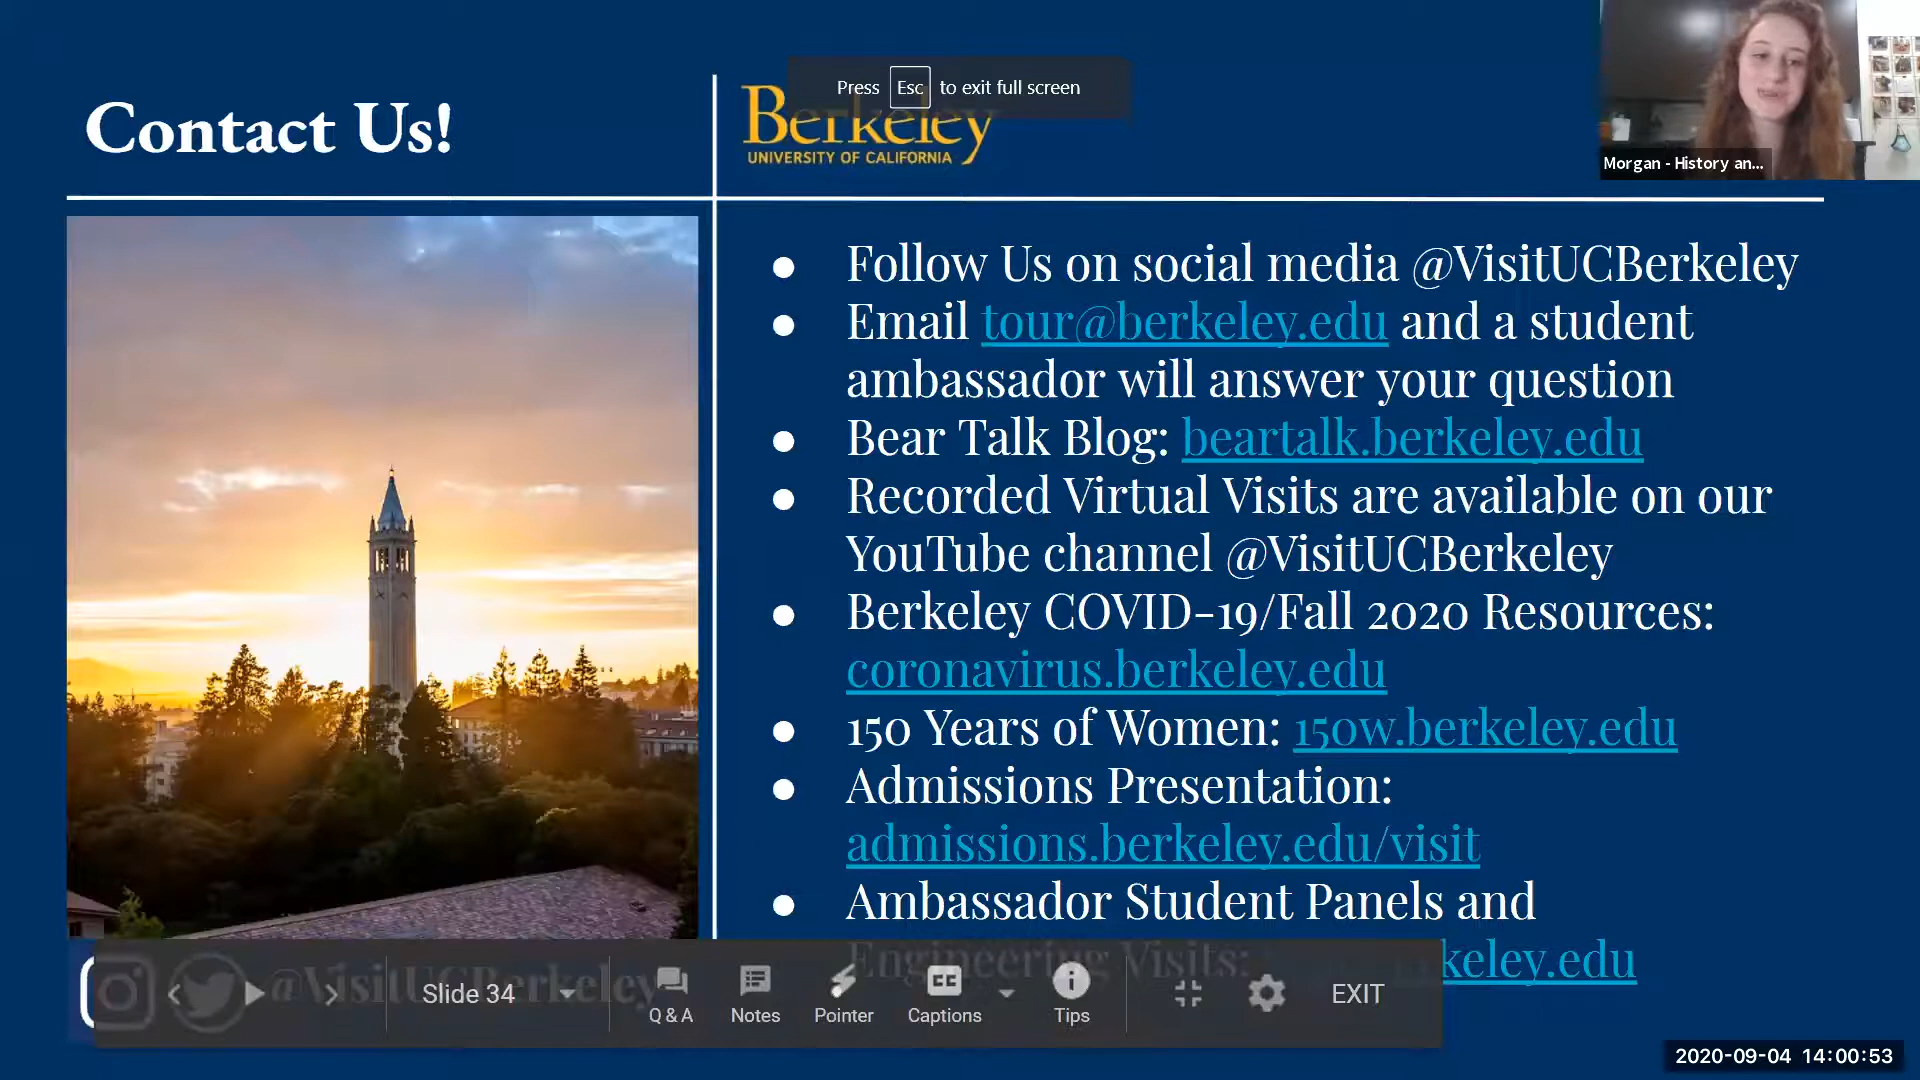 Press Esc to exit full screen
Contact Us!
Berkeley
UNIVERSITY OF CALIFORNIA
Morgan - History an...
● Follow Us on social media @VisitUCBerkeley
● Email tour@berkeley.edu and a student
ambassador will answer your question
● Bear Talk Blog: beartalk.berkeley.edu
● Recorded Virtual Visits are available on our
YouTube channel @VisitUCBerkeley
● Berkeley COVID-19/Fall 2020 Resources:
coronavirus.berkeley.edu
● 150 Years of Women: 150w.berkeley.edu
● Admissions Presentation:
admissions.berkeley.edu/visit
● Ambassador Student Panels and
Engineering Visits: keley.edu
@VisitUCBerkeley
Slide 34
Q & A
Notes
Pointer
CC
Captions
Tips
EXIT
2020-09-04 14:00:53